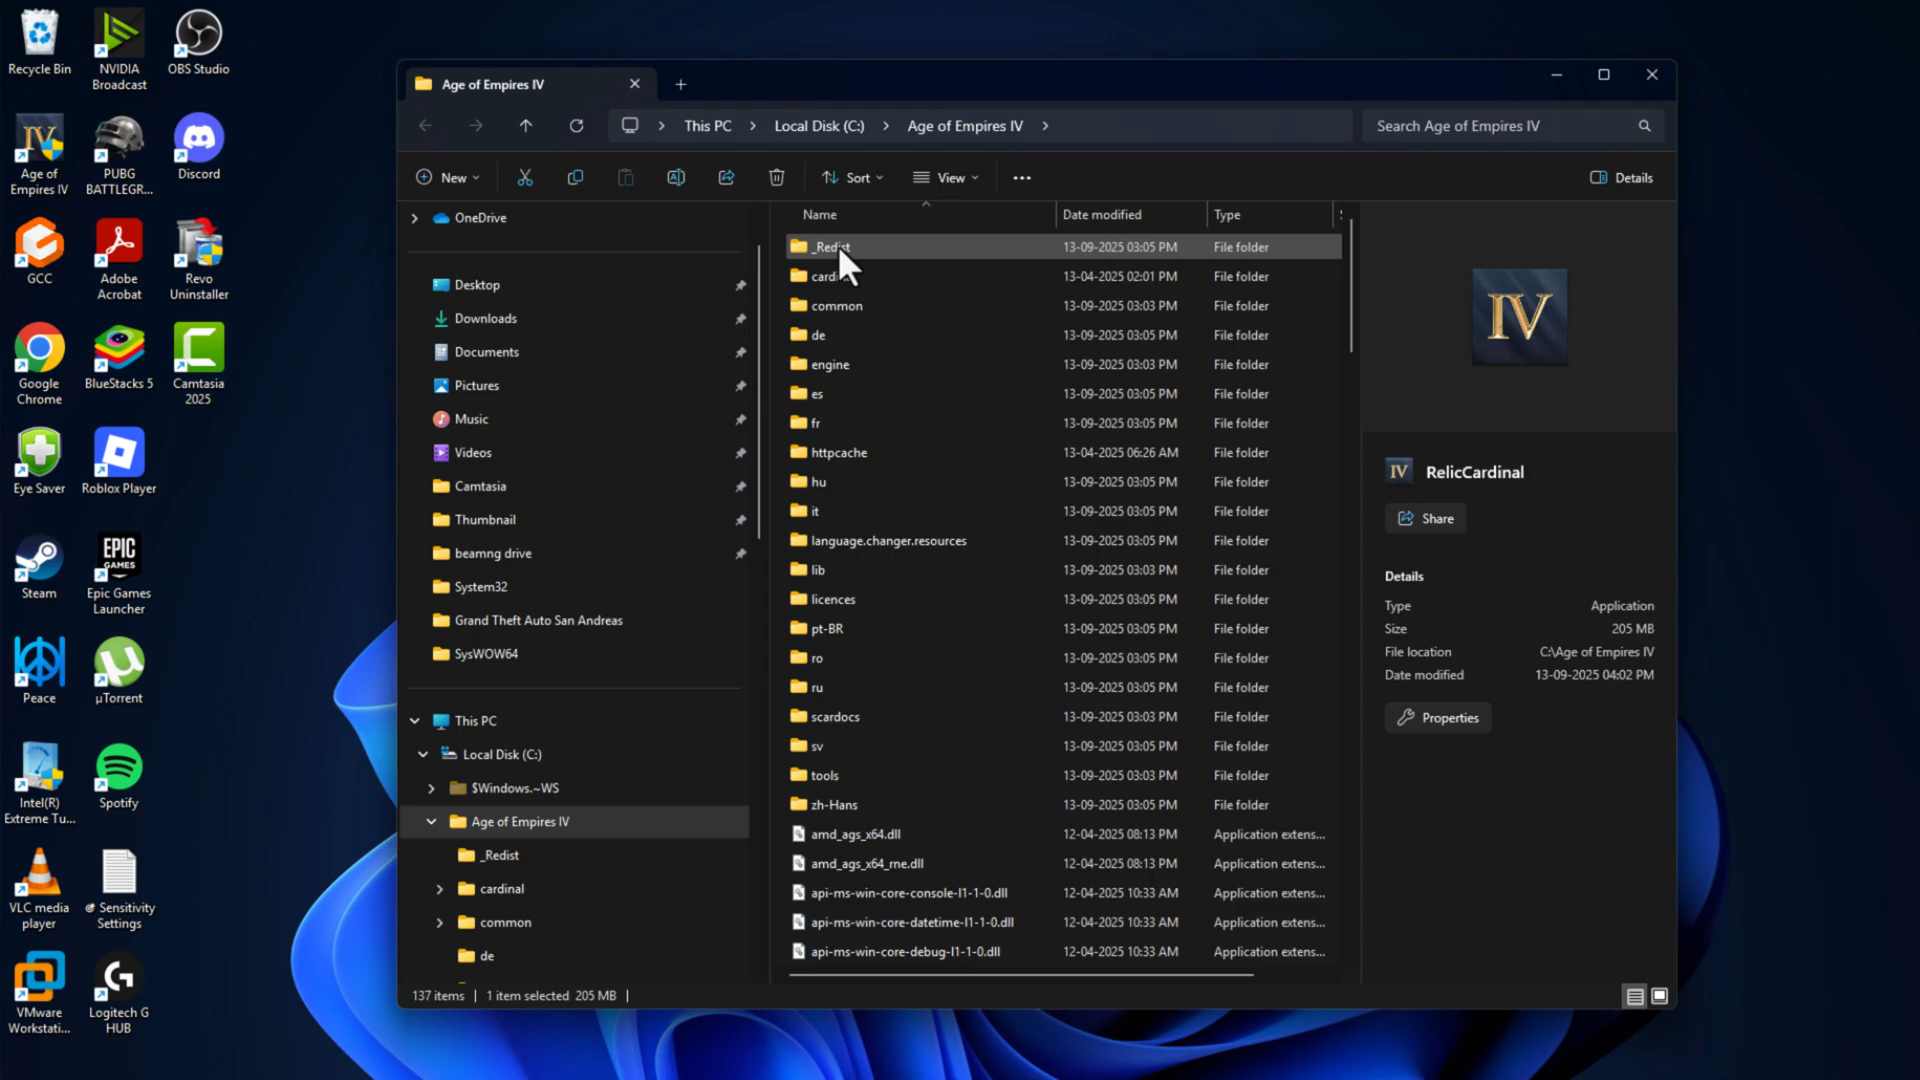 Recycle Bin
NVIDIA
Broadcast
OBS Studio
Age of
Empires IV
PUBG
BATTLEGR...
Discord
GCC
Adobe
Acrobat
Revo
Uninstaller
Google
Chrome
BlueStacks 5
Camtasia
2025
Eye Saver
Roblox Player
Steam
EPIC
GAMES
Epic Games
Launcher
Peace
µTorrent
Intel(R)
Extreme Tu...
Spotify
VLC media
player
Sensitivity
Settings
VMware
Workstati...
Logitech G
HUB
Age of Empires IV
This PC > Local Disk (C:) > Age of Empires IV >
Search Age of Empires IV
New
Sort
View
Details
OneDrive
Desktop
Downloads
Documents
Pictures
Music
Videos
Camtasia
Thumbnail
beamng drive
System32
Grand Theft Auto San Andreas
SysWOW64
This PC
Local Disk (C:)
$Windows.~WS
Age of Empires IV
_Redist
cardinal
common
de
Name Date modified Type
_Redist 13-09-2025 03:05 PM File folder
13-04-2025 02:01 PM File folder
common 13-09-2025 03:03 PM File folder
de 13-09-2025 03:05 PM File folder
engine 13-09-2025 03:03 PM File folder
es 13-09-2025 03:05 PM File folder
fr 13-09-2025 03:05 PM File folder
httpcache 13-04-2025 06:26 AM File folder
hu 13-09-2025 03:05 PM File folder
it 13-09-2025 03:05 PM File folder
language.changer.resources 13-09-2025 03:05 PM File folder
lib 13-09-2025 03:03 PM File folder
licences 13-09-2025 03:05 PM File folder
pt-BR 13-09-2025 03:05 PM File folder
ro 13-09-2025 03:05 PM File folder
ru 13-09-2025 03:05 PM File folder
scardocs 13-09-2025 03:03 PM File folder
sv 13-09-2025 03:05 PM File folder
tools 13-09-2025 03:03 PM File folder
zh-Hans 13-09-2025 03:05 PM File folder
amd_ags_x64.dll 12-04-2025 08:13 PM Application extens...
amd_ags_x64_rne.dll 12-04-2025 08:13 PM Application extens...
api-ms-win-core-console-l1-1-0.dll 12-04-2025 10:33 AM Application extens...
api-ms-win-core-datetime-l1-1-0.dll 12-04-2025 10:33 AM Application extens...
api-ms-win-core-debug-l1-1-0.dll 12-04-2025 10:33 AM Application extens...
IV
IV RelicCardinal
Share
Details
Type Application
Size 205 MB
File location C:\Age of Empires IV
Date modified 13-09-2025 04:02 PM
Properties
137 items | 1 item selected 205 MB |